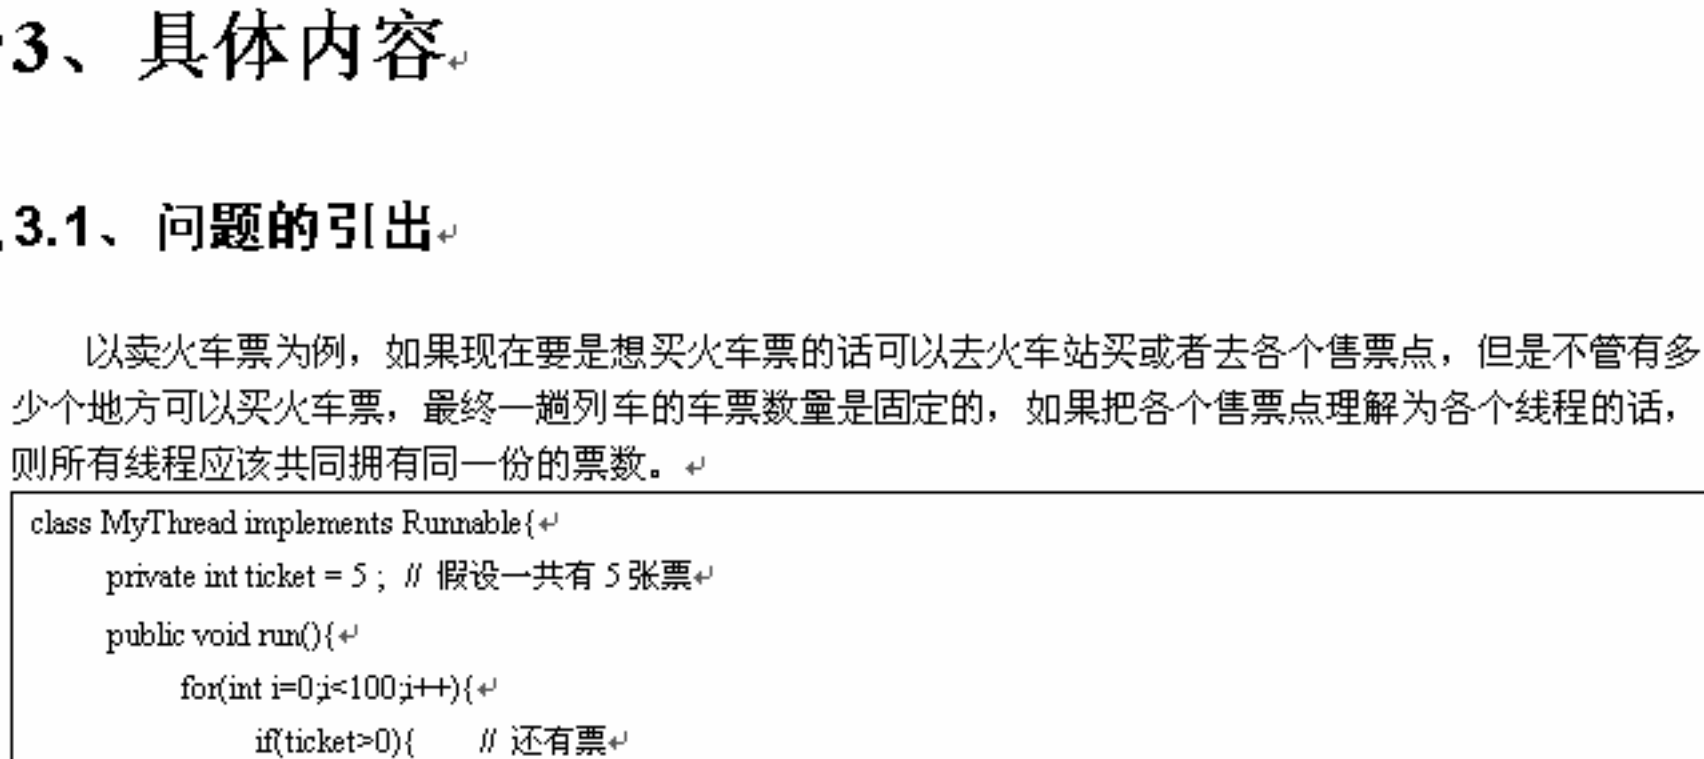 3、具体内容
3.1、问题的引出
以卖火车票为例，如果现在要是想买火车票的话可以去火车站买或者去各个售票点，但是不管有多
少个地方可以买火车票，最终一趟列车的车票数量是固定的，如果把各个售票点理解为各个线程的话，
则所有线程应该共同拥有同一份的票数。
class MyThread implements Runnable{
private int ticket = 5 ; // 假设一共有 5 张票
public void run(){
for(int i=0;i<100;i++){
if(ticket>0){ // 还有票